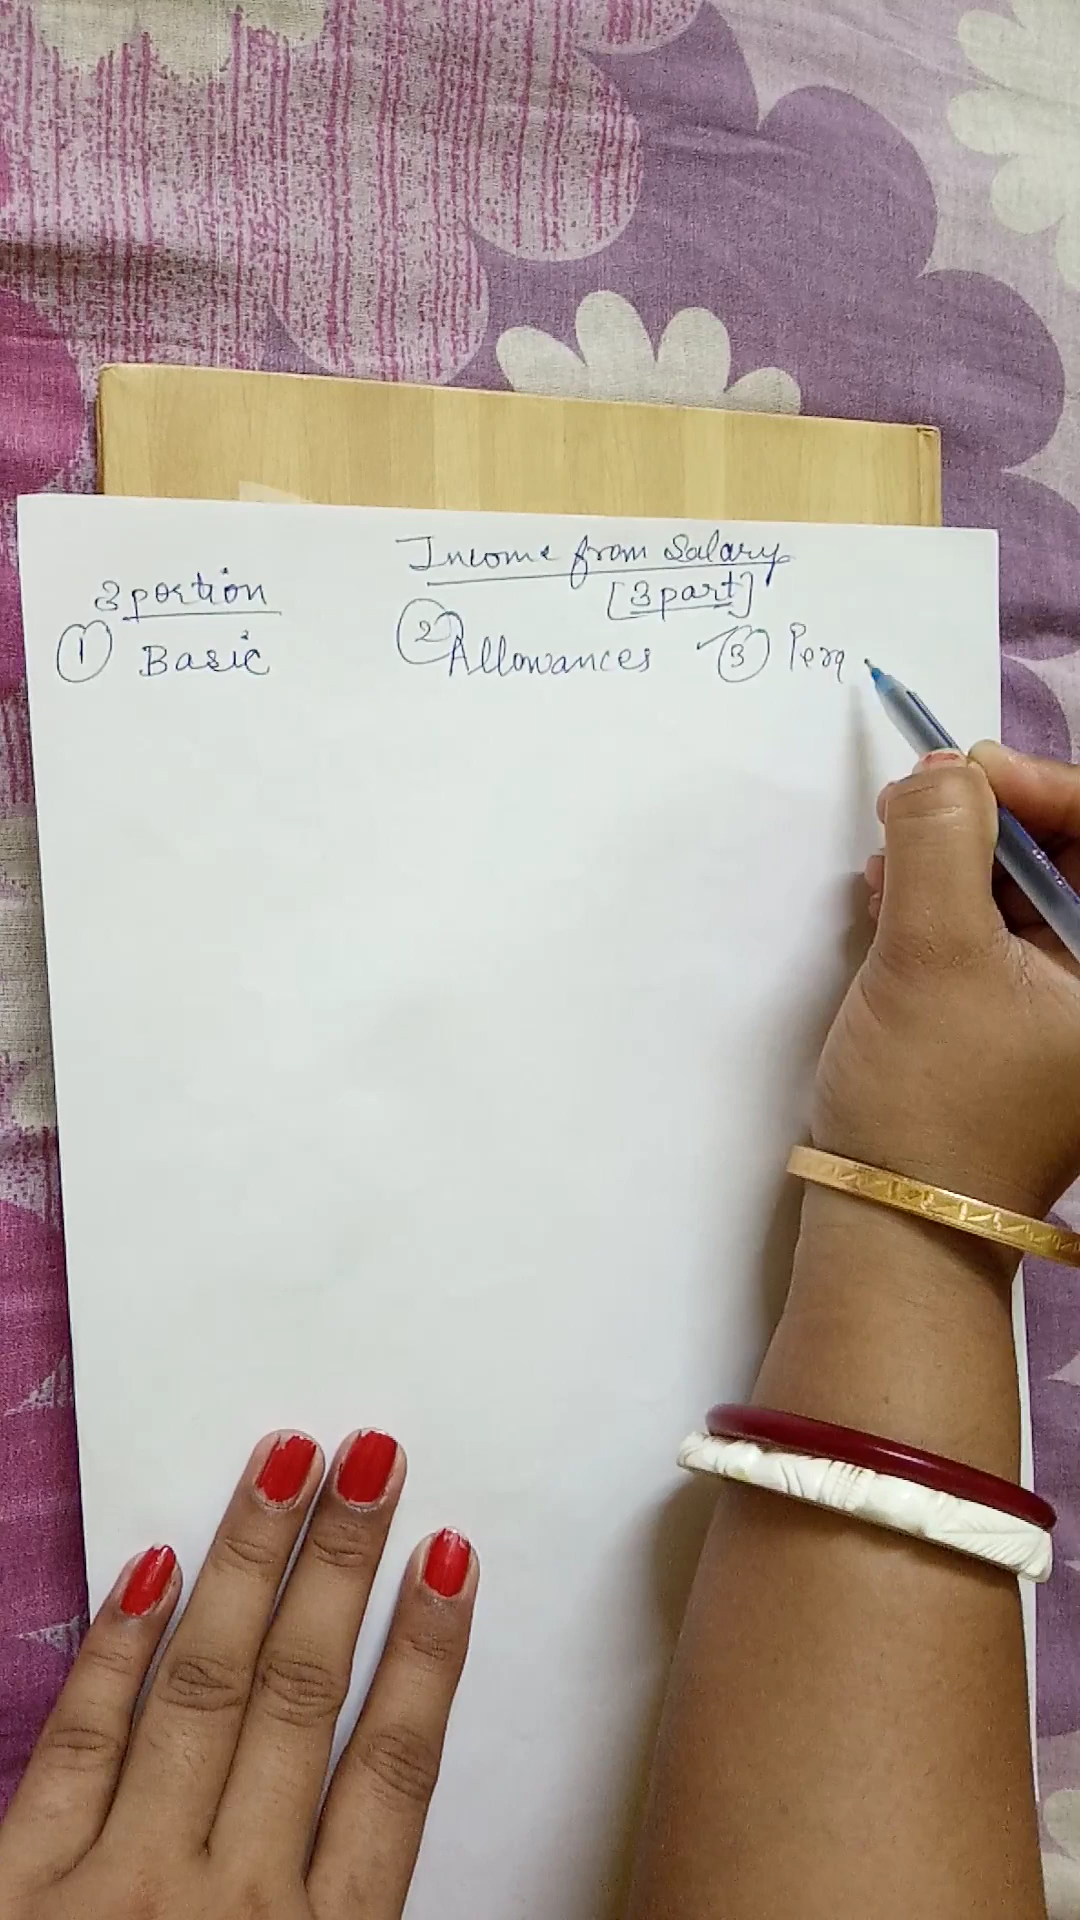 Income from Salary
3 portion [3 part]
① Basic ② Allowances ③ Perq